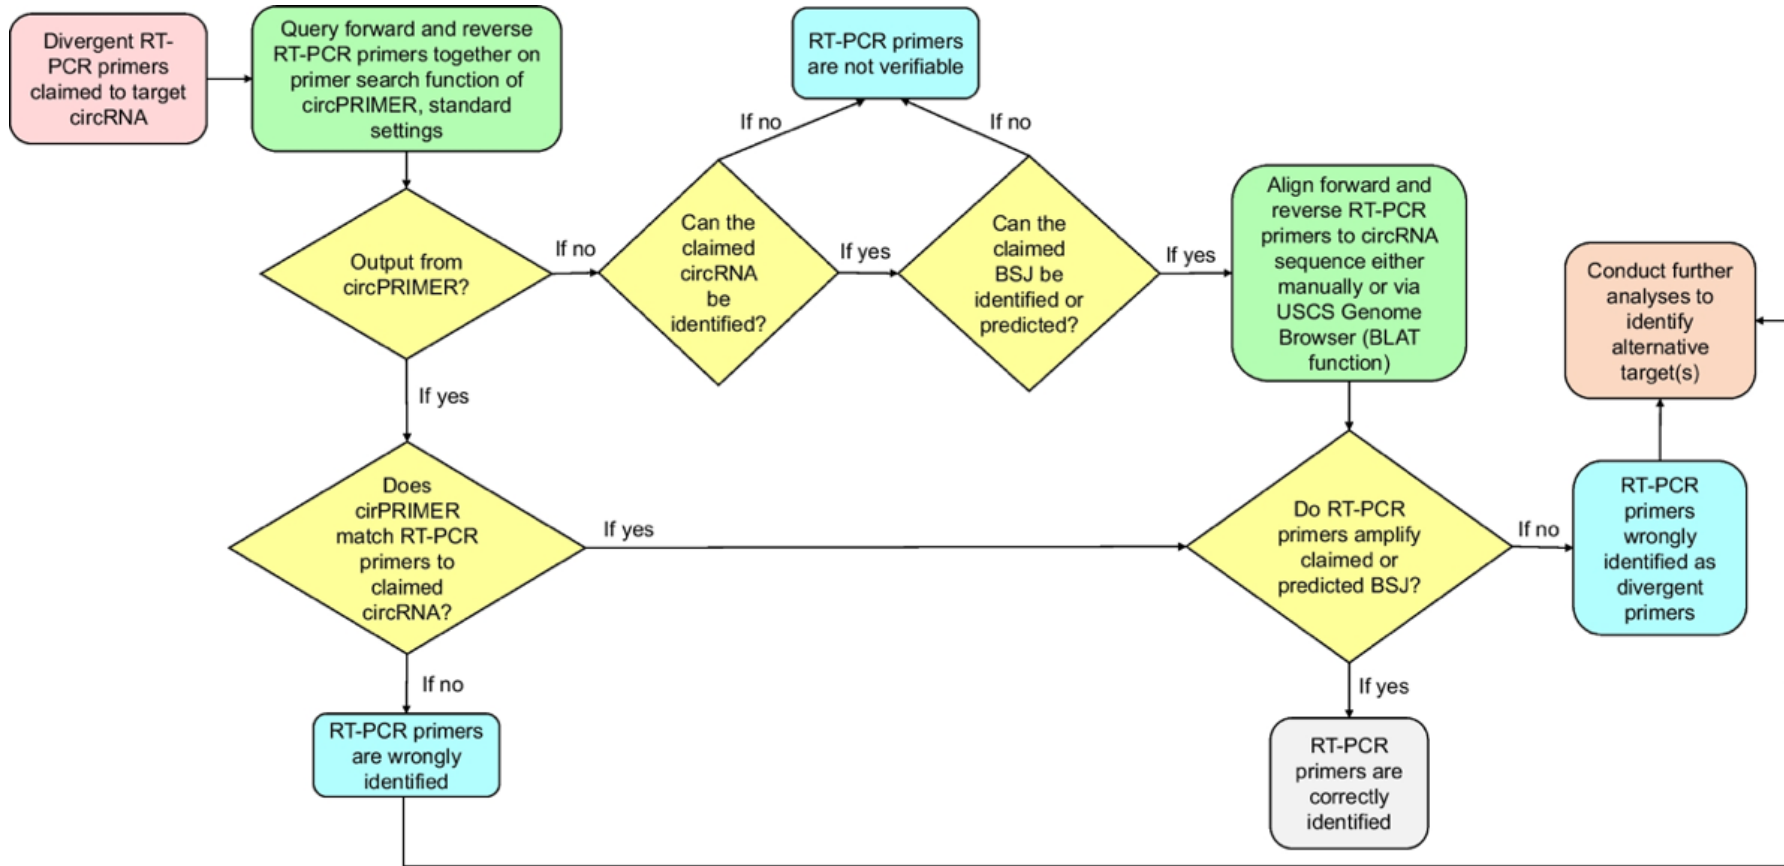 Divergent RT-
PCR primers
claimed to target
circRNA
Query forward and reverse
RT-PCR primers together on
primer search function of
circPRIMER, standard
settings
RT-PCR primers
are not verifiable
If no
If no
Output from
circPRIMER?
If no
Can the
claimed
circRNA
be
identified?
If yes
Can the
claimed
BSJ be
identified or
predicted?
If yes
Align forward and
reverse RT-PCR
primers to circRNA
sequence either
manually or via
USCS Genome
Browser (BLAT
function)
Conduct further
analyses to
identify
alternative
target(s)
If yes
Does
cirPRIMER
match RT-PCR
primers to
claimed
circRNA?
If yes
Do RT-PCR
primers amplify
claimed or
predicted BSJ?
If no
RT-PCR
primers
wrongly
identified as
divergent
primers
If no
If yes
RT-PCR primers
are wrongly
identified
RT-PCR
primers are
correctly
identified